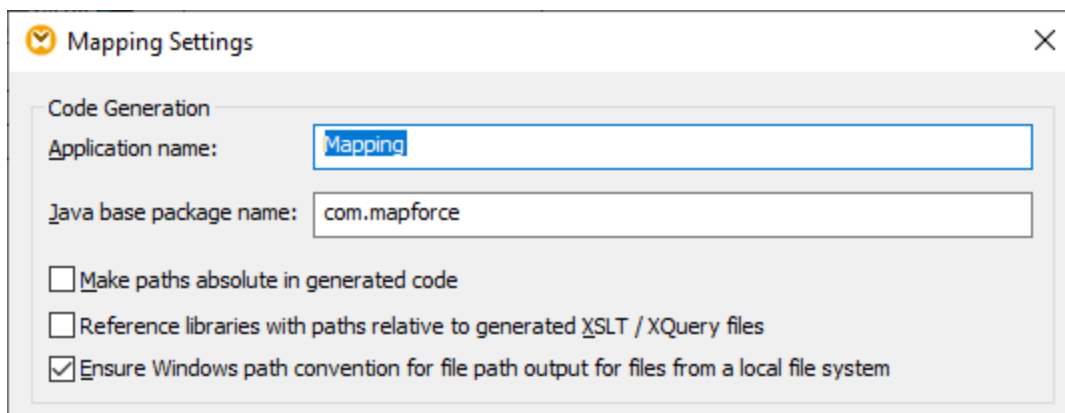 Mapping Settings
Code Generation
Application name: Mapping
Java base package name: com.mapforce
Make paths absolute in generated code
Reference libraries with paths relative to generated XSLT / XQuery files
Ensure Windows path convention for file path output for files from a local file system